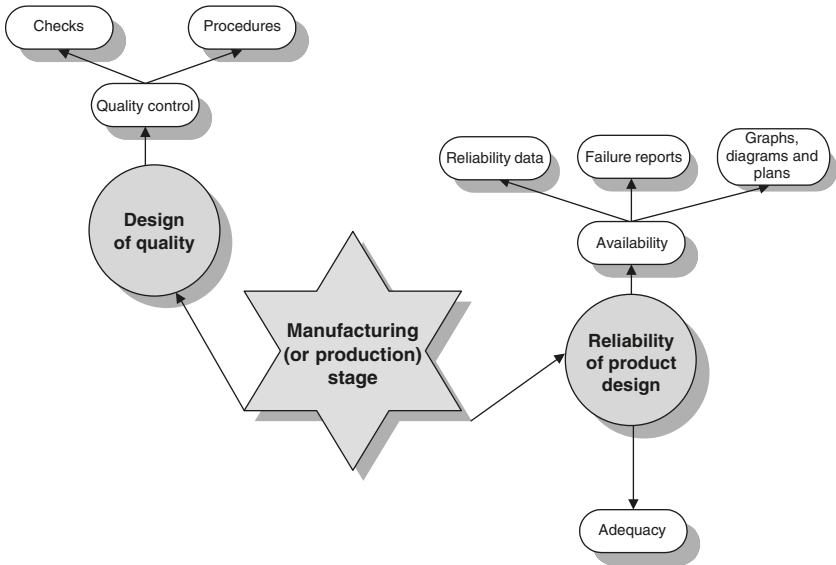 Checks
Procedures
Quality control
Design
of quality
Manufacturing
(or production)
stage
Reliability data
Failure reports
Graphs,
diagrams and
plans
Availability
Reliability
of product
design
Adequacy